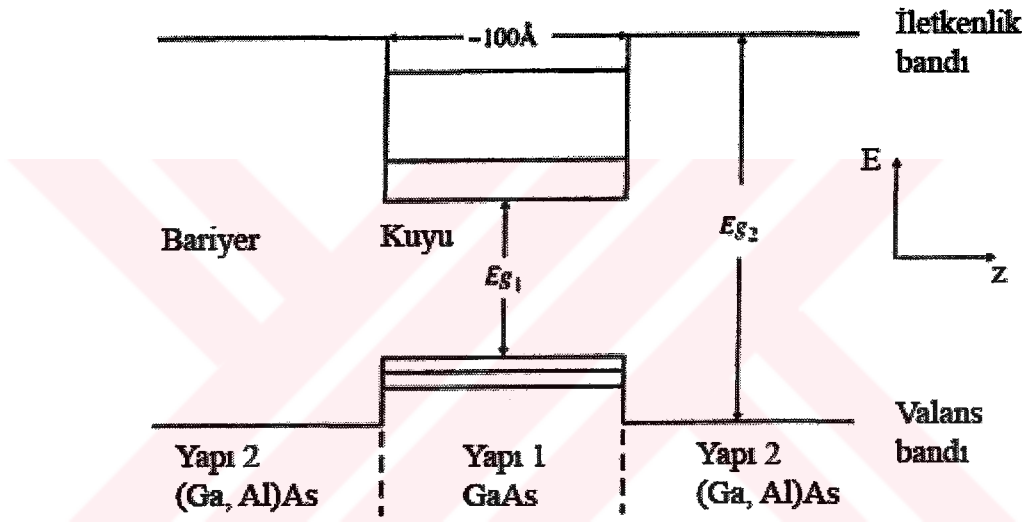 ~100Å
İletkenlik
bandı
E
z
Bariyer
Kuyu
Eg₁
Eg₂
Valans
bandı
Yapı 2
(Ga, Al)As
Yapı 1
GaAs
Yapı 2
(Ga, Al)As